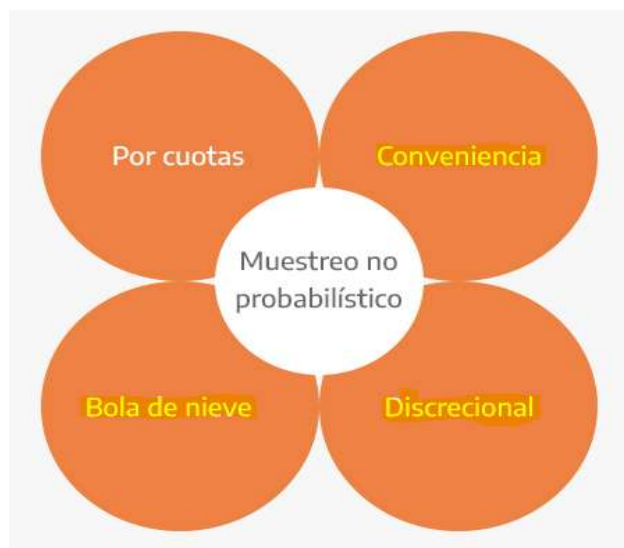 Por cuotas
Conveniencia
Muestreo no
probabilístico
Bola de nieve
Discrecional